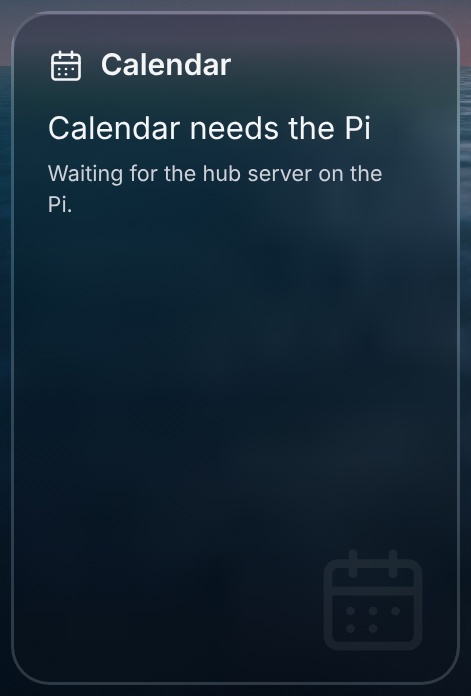 Calendar
Calendar needs the Pi
Waiting for the hub server on the
Pi.